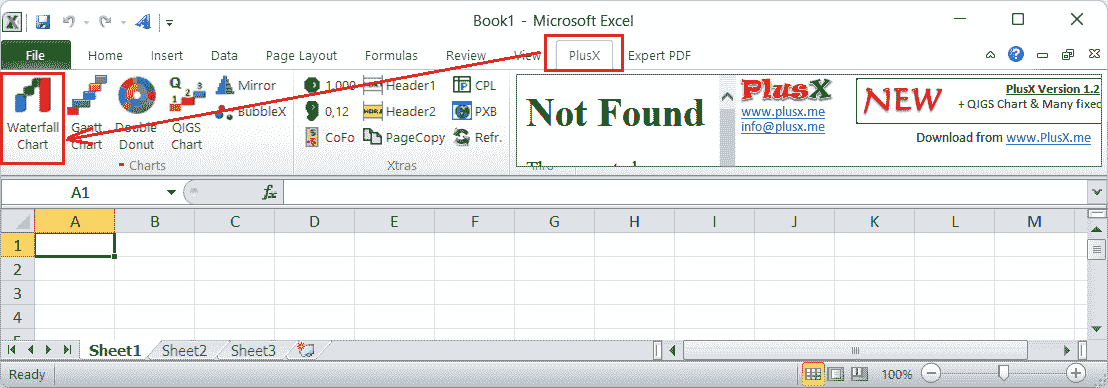 Book1 - Microsoft Excel
File Home Insert Data Page Layout Formulas Review View PlusX Expert PDF
Waterfall Chart
Gantt Chart
Double Donut
QIGS Chart
Mirror
BubbleX
Charts
1,000
0,12
CoFo
Header1
Header2
PageCopy
CPL
PXB
Refr.
Xtras
Not Found
PlusX
www.plusx.me
info@plusx.me
NEW
PlusX Version 1.2
+ QIGS Chart & Many fixed
Download from www.PlusX.me
A1 fx
A B C D E F G H I J K L M
1
2
3
4
Sheet1 Sheet2 Sheet3
Ready 100%